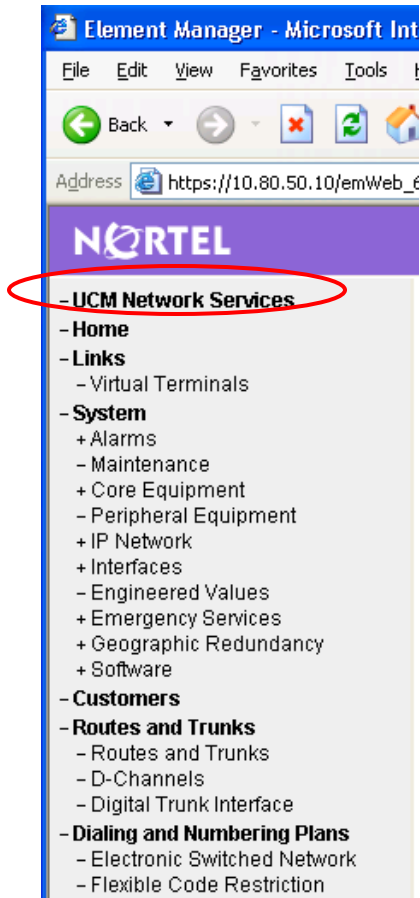 Element Manager - Microsoft Int
File Edit View Favorites Tools
Back
Address https://10.80.50.10/emWeb_6
NORTEL
– UCM Network Services
– Home
– Links
– Virtual Terminals
– System
+ Alarms
– Maintenance
+ Core Equipment
– Peripheral Equipment
+ IP Network
+ Interfaces
– Engineered Values
+ Emergency Services
+ Geographic Redundancy
+ Software
– Customers
– Routes and Trunks
– Routes and Trunks
– D-Channels
– Digital Trunk Interface
– Dialing and Numbering Plans
– Electronic Switched Network
– Flexible Code Restriction